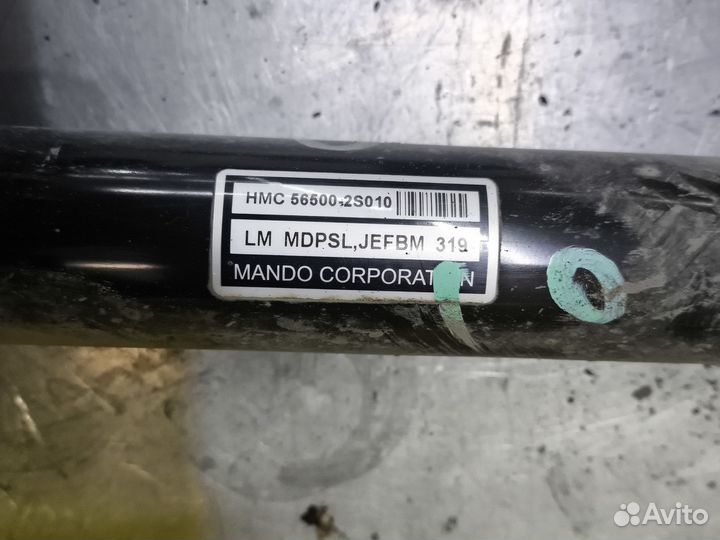 HMC 56500-2S010
LM MDPSL,JEFBM 319
MANDO CORPORATION
Avito